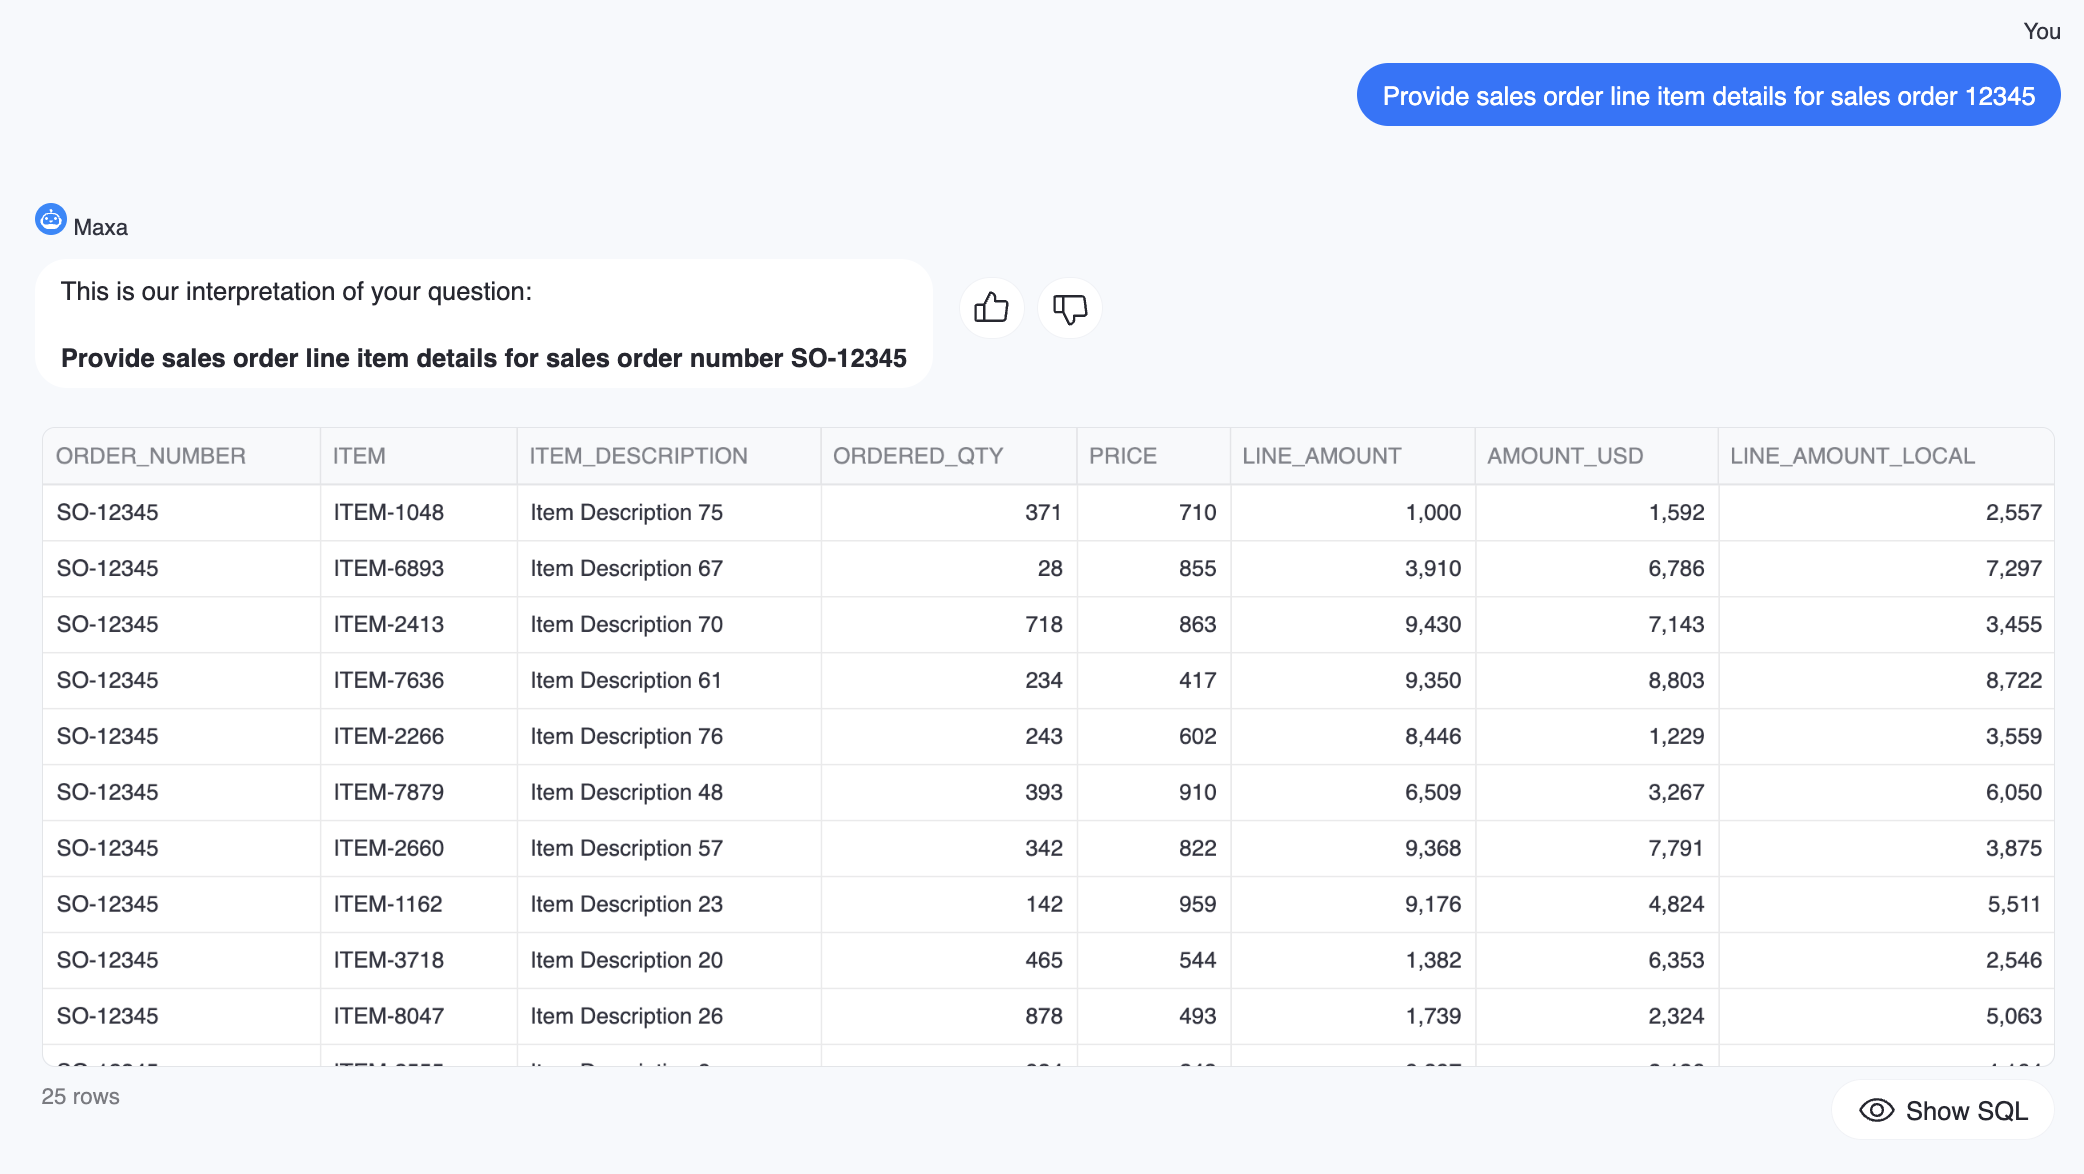 You
Provide sales order line item details for sales order 12345
Maxa
This is our interpretation of your question:
Provide sales order line item details for sales order number SO-12345
ORDER_NUMBER ITEM ITEM_DESCRIPTION ORDERED_QTY PRICE LINE_AMOUNT AMOUNT_USD LINE_AMOUNT_LOCAL
SO-12345 ITEM-1048 Item Description 75 371 710 1,000 1,592 2,557
SO-12345 ITEM-6893 Item Description 67 28 855 3,910 6,786 7,297
SO-12345 ITEM-2413 Item Description 70 718 863 9,430 7,143 3,455
SO-12345 ITEM-7636 Item Description 61 234 417 9,350 8,803 8,722
SO-12345 ITEM-2266 Item Description 76 243 602 8,446 1,229 3,559
SO-12345 ITEM-7879 Item Description 48 393 910 6,509 3,267 6,050
SO-12345 ITEM-2660 Item Description 57 342 822 9,368 7,791 3,875
SO-12345 ITEM-1162 Item Description 23 142 959 9,176 4,824 5,511
SO-12345 ITEM-3718 Item Description 20 465 544 1,382 6,353 2,546
SO-12345 ITEM-8047 Item Description 26 878 493 1,739 2,324 5,063
25 rows
Show SQL